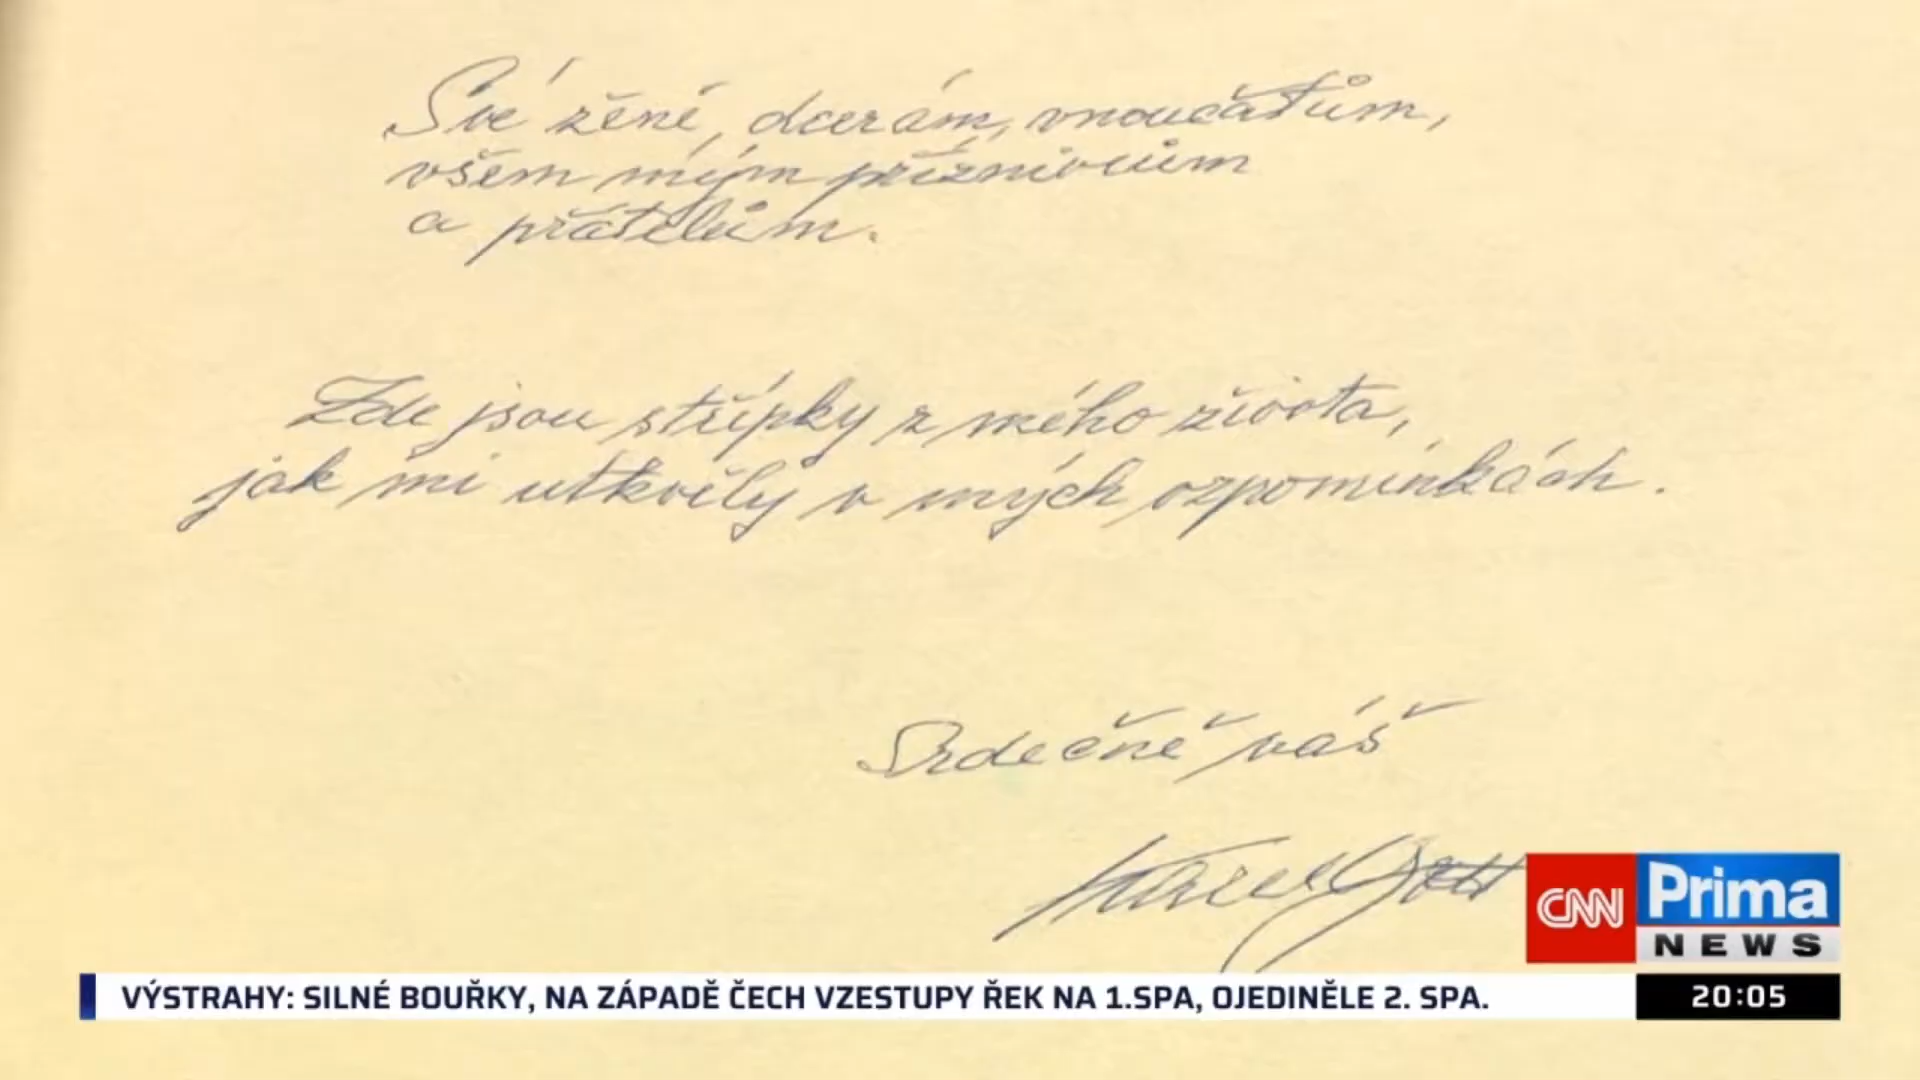 Své ženě, dcerám, vnoučatům,
všem mým příznivcům
a přátelům.
Zde jsou střípky z mého života,
jak mi utkvěly v mých vzpomínkách.
Srdečně váš
Karel Gott
CNN Prima NEWS
VÝSTRAHY: SILNÉ BOUŘKY, NA ZÁPADĚ ČECH VZESTUPY ŘEK NA 1.SPA, OJEDINĚLE 2. SPA.
20:05